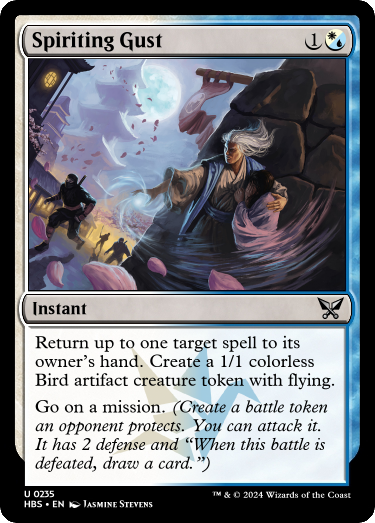 Spiriting Gust 1
Instant
Return up to one target spell to its
owner's hand. Create a 1/1 colorless
Bird artifact creature token with flying.
Go on a mission. (Create a battle token
an opponent protects. You can attack it.
It has 2 defense and “When this battle is
defeated, draw a card.”)
U 0235
HBS • EN JASMINE STEVENS
™ & © 2024 Wizards of the Coast